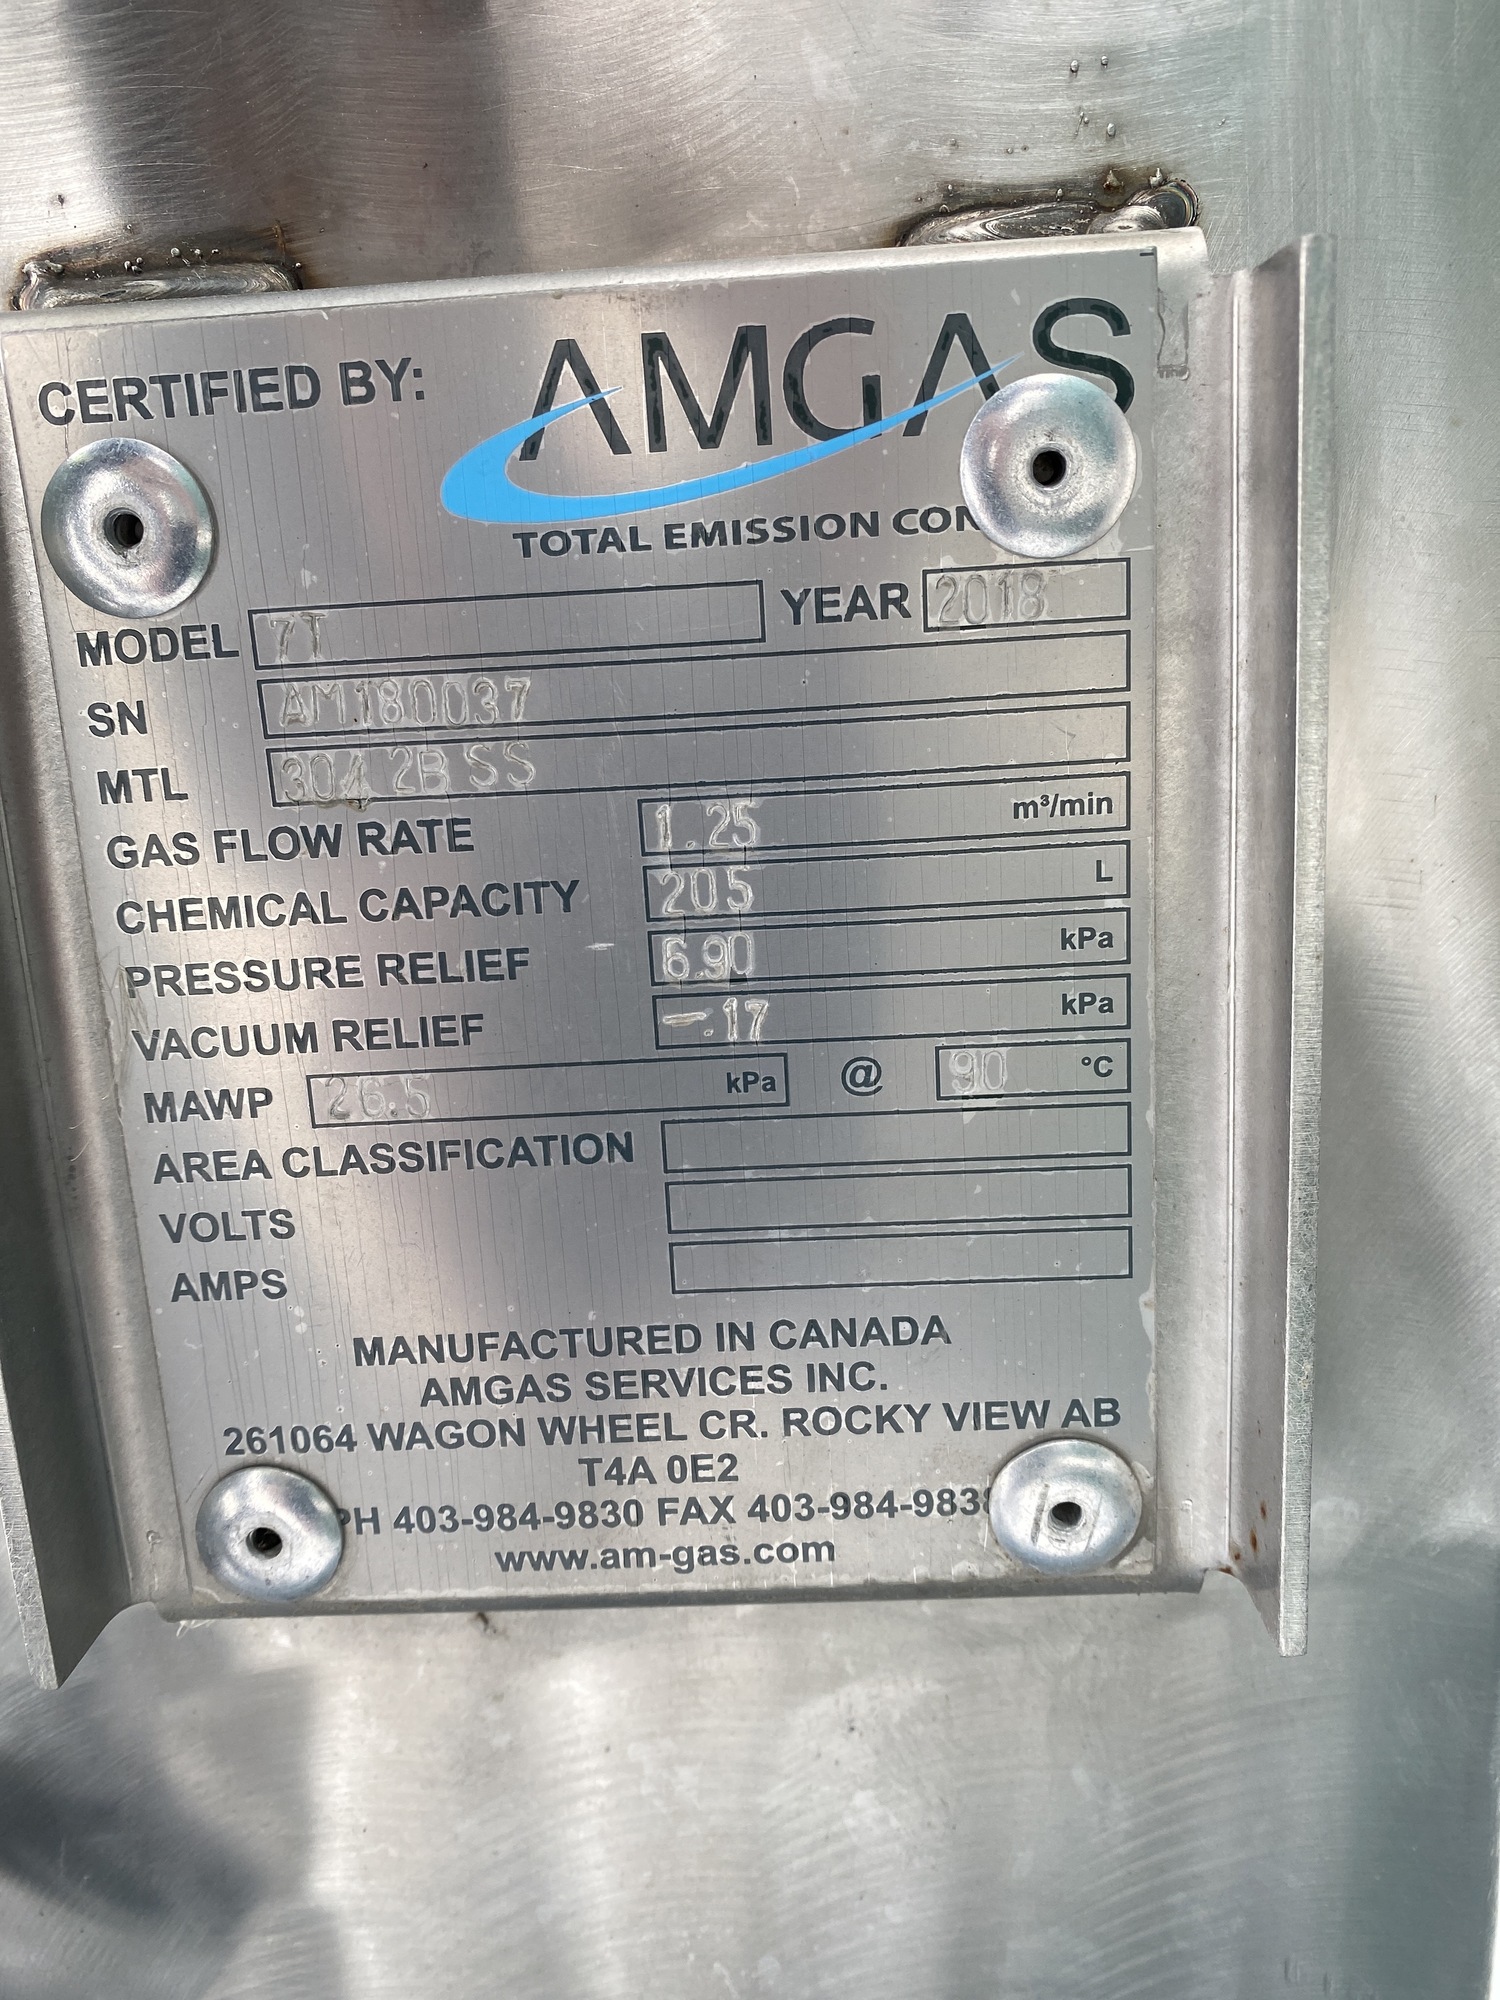 CERTIFIED BY: AMGAS
TOTAL EMISSION CON
MODEL 7T YEAR 2018
SN AM180037
MTL 304 2B SS
GAS FLOW RATE 1.25 m³/min
CHEMICAL CAPACITY 205 L
PRESSURE RELIEF 6.90 kPa
VACUUM RELIEF -.17 kPa
MAWP 26.5 kPa @ 90 °C
AREA CLASSIFICATION
VOLTS
AMPS
MANUFACTURED IN CANADA
AMGAS SERVICES INC.
261064 WAGON WHEEL CR. ROCKY VIEW AB
T4A 0E2
PH 403-984-9830 FAX 403-984-9838
www.am-gas.com